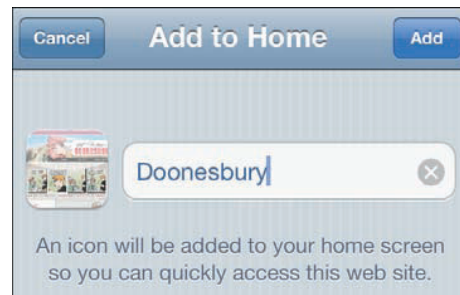 Cancel Add to Home Add
Doonesbury
An icon will be added to your home screen
so you can quickly access this web site.